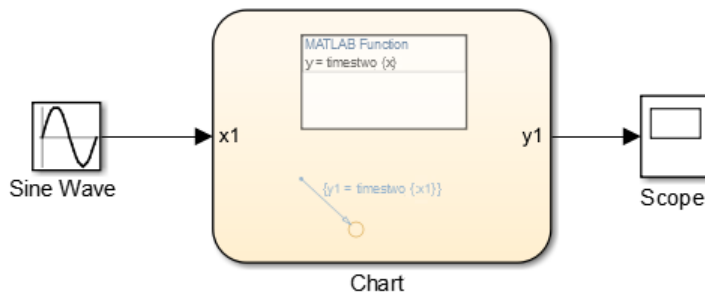 MATLAB Function
y = timestwo {x}
x1
y1
Sine Wave
{y1 = timestwo {x1}}
Scope
Chart